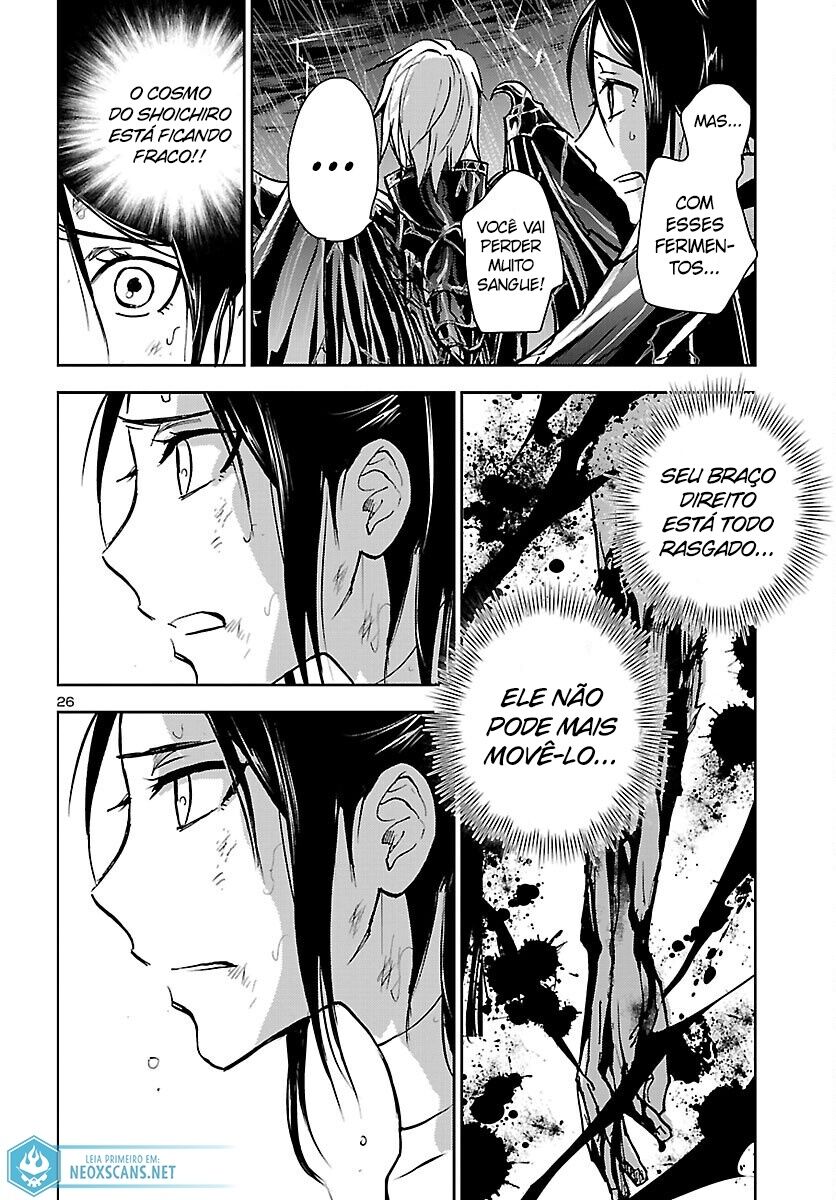 MAS...
COM
ESSES
FERIMEN-
TOS...
VOCÊ VAI
PERDER
MUITO
SANGUE!
...
O COSMO
DO SHOICHIRO
ESTÁ FICANDO
FRACO!!
SEU BRAÇO
DIREITO
ESTÁ TODO
RASGADO...
ELE NÃO
PODE MAIS
MOVÊ-LO...
26
LEIA PRIMEIRO EM:
NEOXSCANS.NET